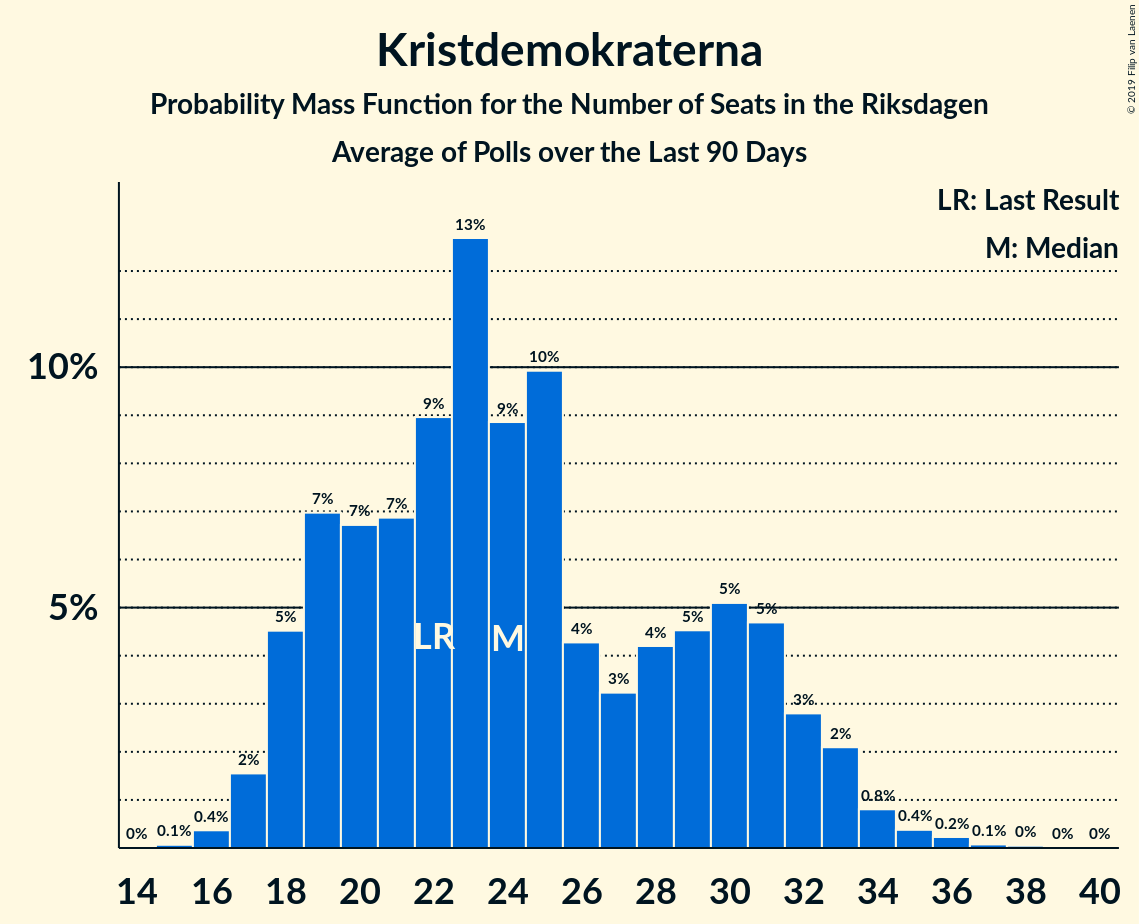 Kristdemokraterna
Probability Mass Function for the Number of Seats in the Riksdagen
Average of Polls over the Last 90 Days
© 2019 Filip van Laenen
LR: Last Result
M: Median
10%
5%
0% 0.1% 0.4% 2% 5% 7% 7% 7% 9% 13% 9% 10% 4% 3% 4% 5% 5% 5% 3% 2% 0.8% 0.4% 0.2% 0.1% 0% 0% 0%
LR M
14 16 18 20 22 24 26 28 30 32 34 36 38 40